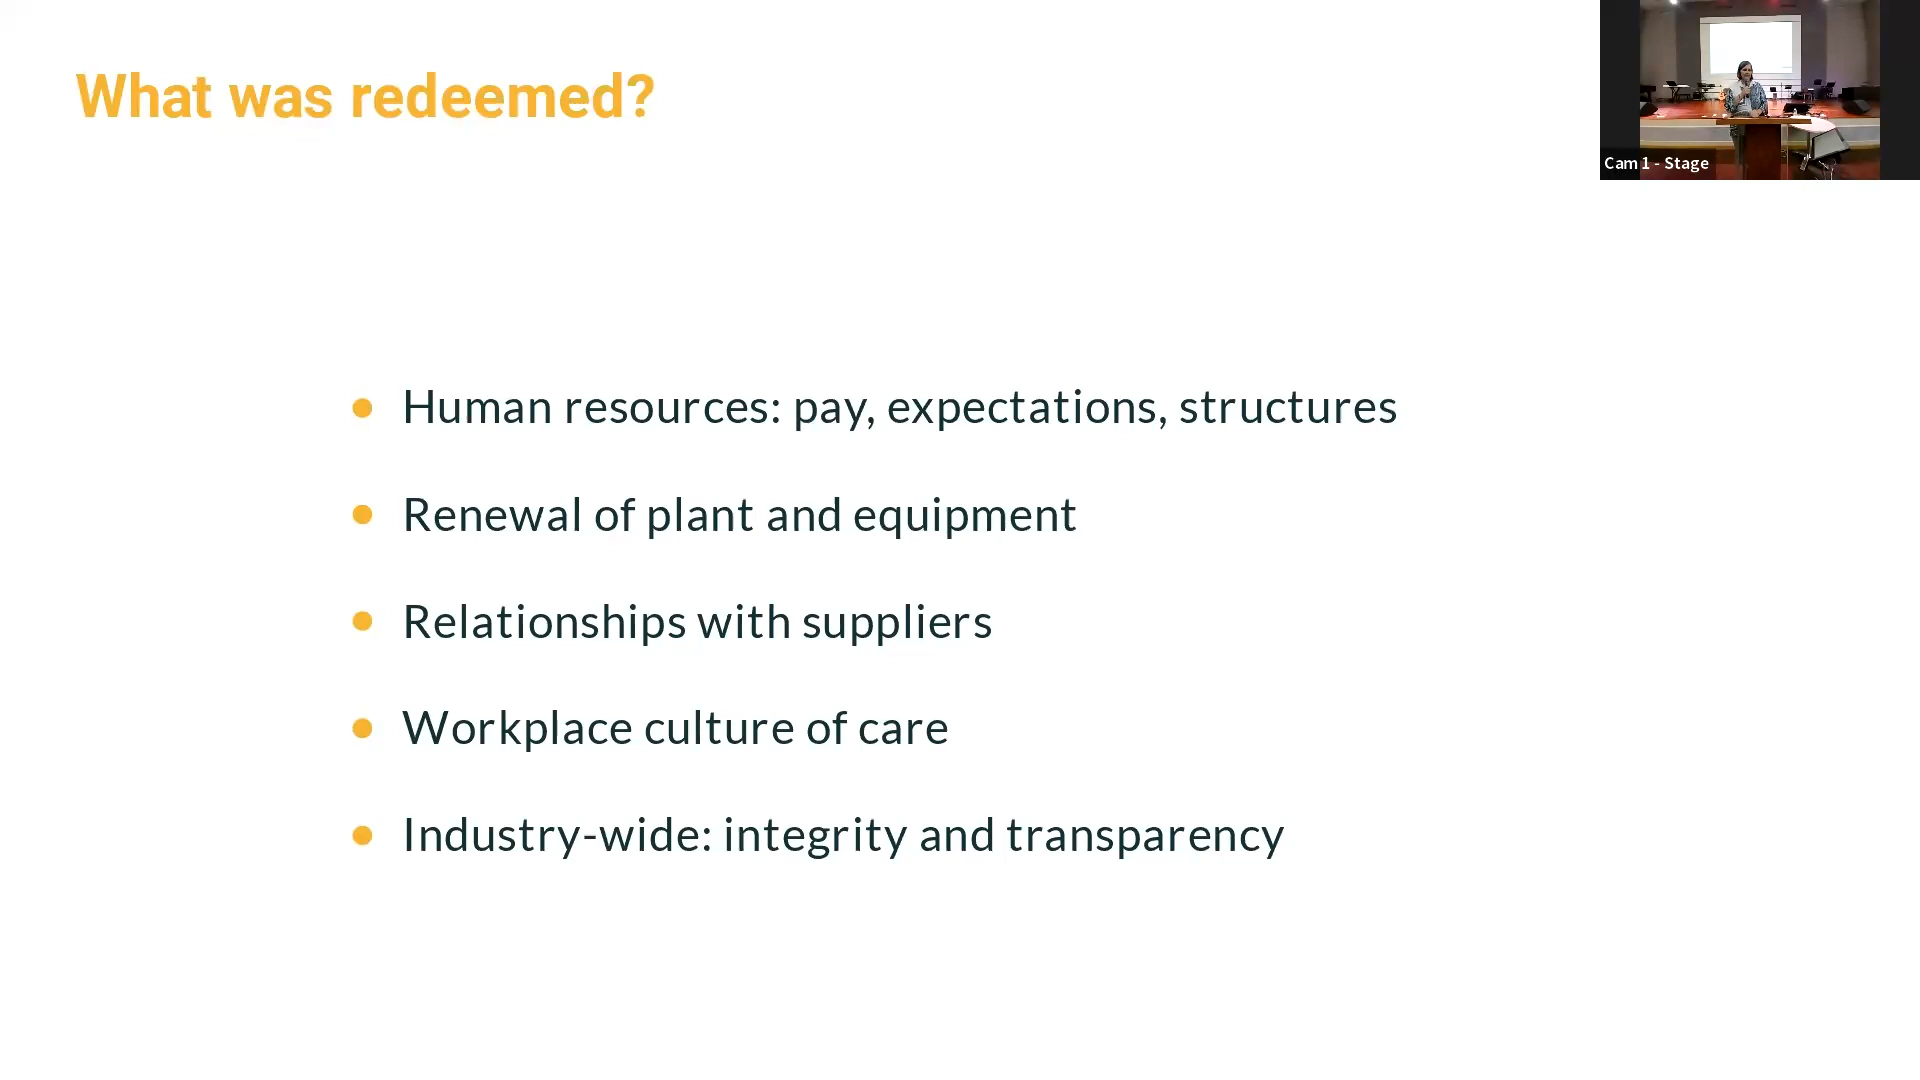 What was redeemed?
Cam 1 - Stage
Human resources: pay, expectations, structures
Renewal of plant and equipment
Relationships with suppliers
Workplace culture of care
Industry-wide: integrity and transparency